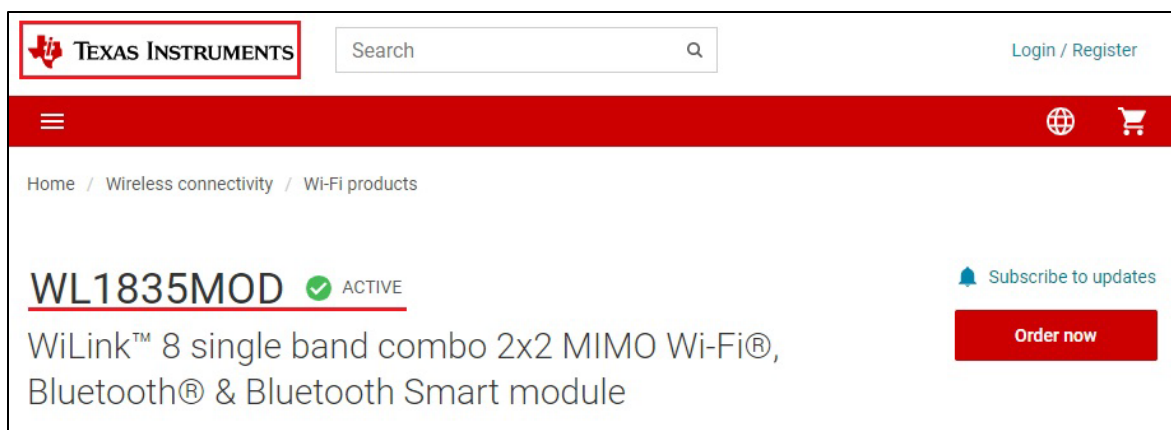 TEXAS INSTRUMENTS
Search
Login / Register
Home / Wireless connectivity / Wi-Fi products
WL1835MOD ACTIVE
Subscribe to updates
Order now
WiLink™ 8 single band combo 2x2 MIMO Wi-Fi®,
Bluetooth® & Bluetooth Smart module